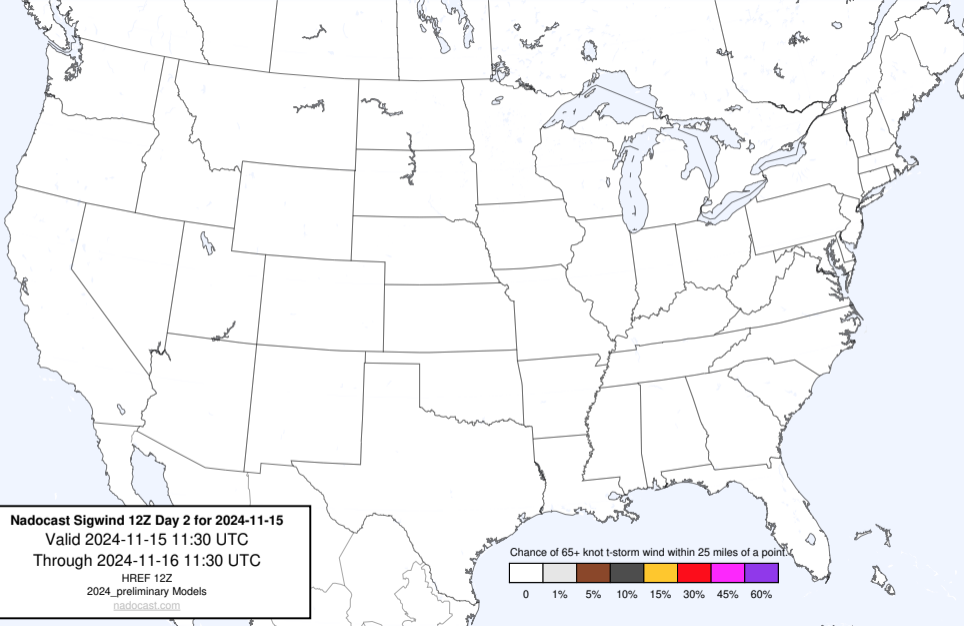 Nadocast Sigwind 12Z Day 2 for 2024-11-15
Valid 2024-11-15 11:30 UTC
Through 2024-11-16 11:30 UTC
HREF 12Z
2024_preliminary Models
nadocast.com
Chance of 65+ knot t-storm wind within 25 miles of a point.
0 1% 5% 10% 15% 30% 45% 60%